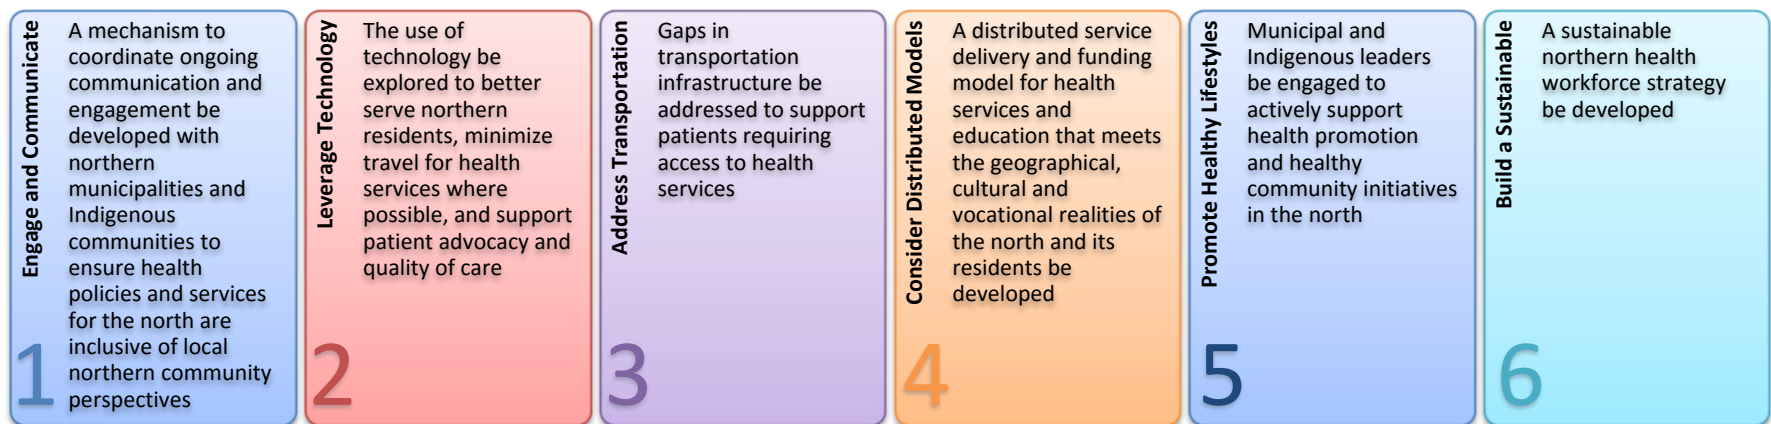 Engage and Communicate
A mechanism to
coordinate ongoing
communication and
engagement be
developed with
northern
municipalities and
Indigenous
communities to
ensure health
policies and services
for the north are
inclusive of local
northern community
perspectives
1
Leverage Technology
The use of
technology be
explored to better
serve northern
residents, minimize
travel for health
services where
possible, and support
patient advocacy and
quality of care
2
Address Transportation
Gaps in
transportation
infrastructure be
addressed to support
patients requiring
access to health
services
3
Consider Distributed Models
A distributed service
delivery and funding
model for health
services and
education that meets
the geographical,
cultural and
vocational realities of
the north and its
residents be
developed
4
Promote Healthy Lifestyles
Municipal and
Indigenous leaders
be engaged to
actively support
health promotion
and healthy
community initiatives
in the north
5
Build a Sustainable
A sustainable
northern health
workforce strategy
be developed
6